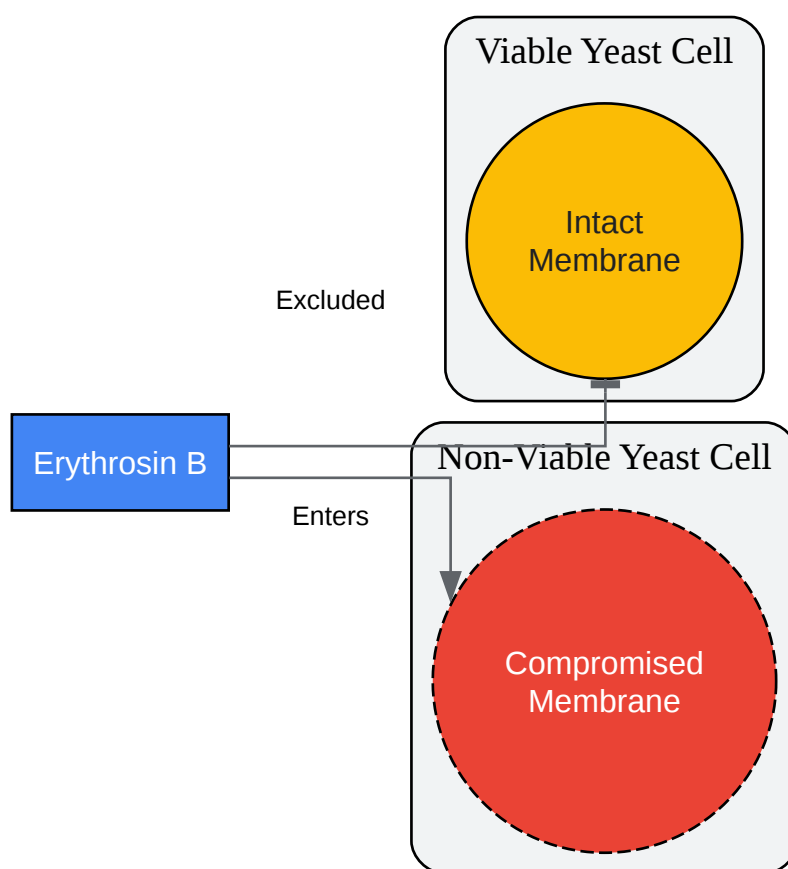 Viable Yeast Cell
Intact
Membrane
Excluded
Erythrosin B
Non-Viable Yeast Cell
Enters
Compromised
Membrane